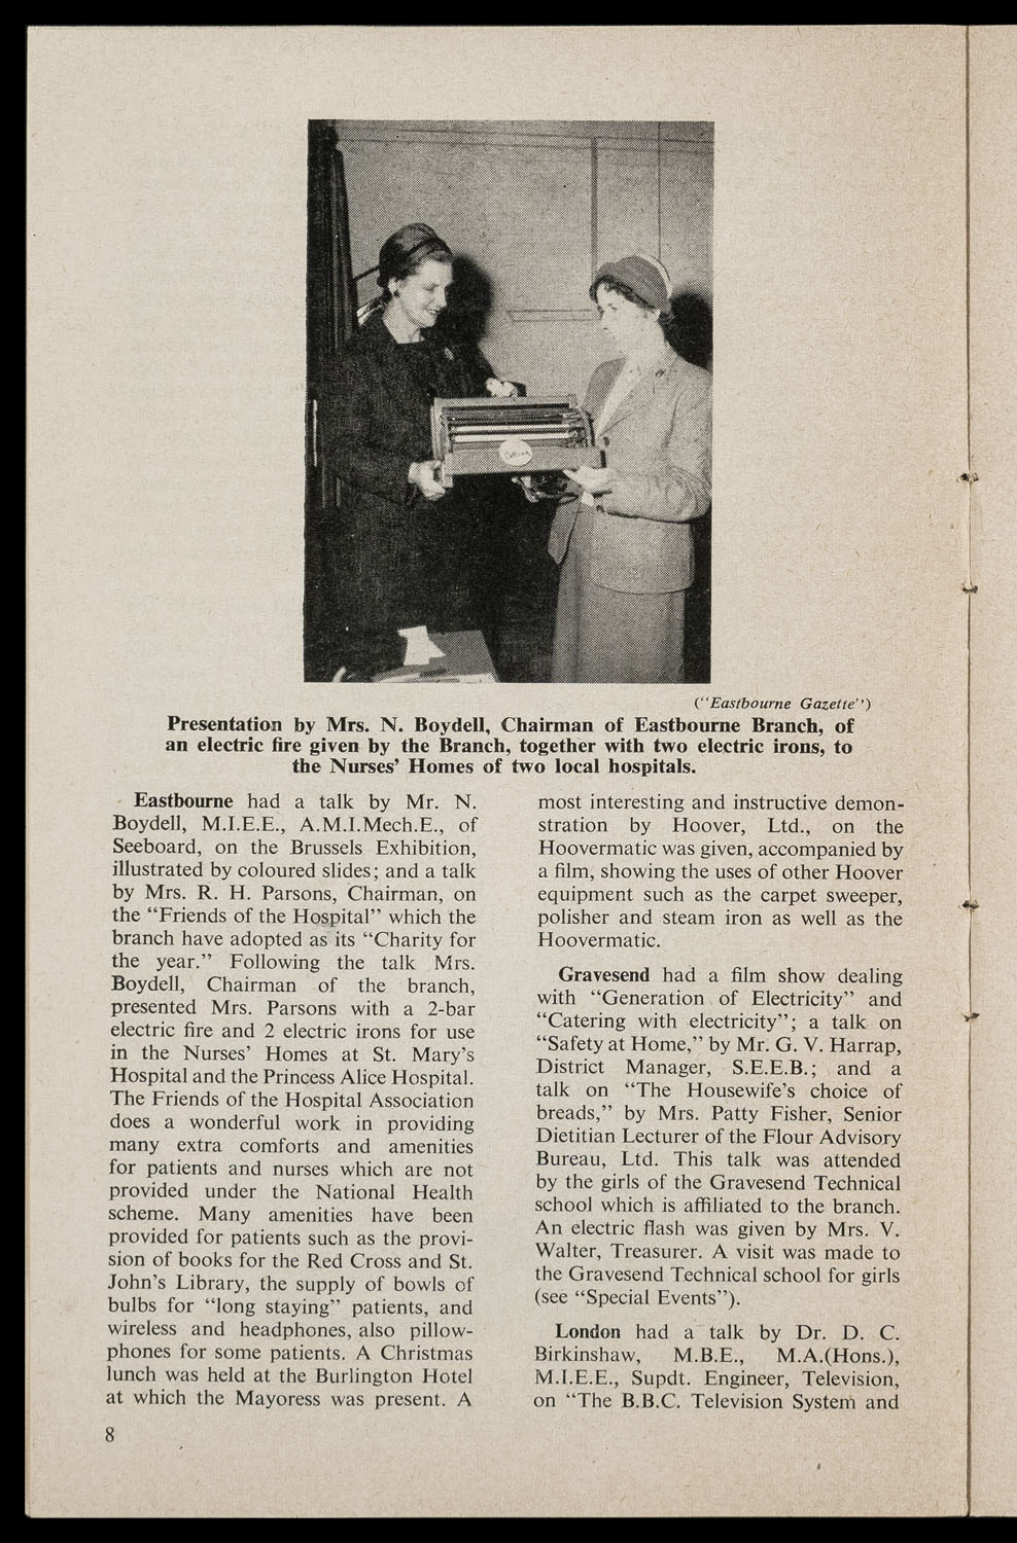 ("Eastbourne Gazette")
Presentation by Mrs. N. Boydell, Chairman of Eastbourne Branch, of
an electric fire given by the Branch, together with two electric irons, to
the Nurses' Homes of two local hospitals.
Eastbourne had a talk by Mr. N.
Boydell, M.I.E.E., A.M.I.Mech.E., of
Seeboard, on the Brussels Exhibition,
illustrated by coloured slides; and a talk
by Mrs. R. H. Parsons, Chairman, on
the "Friends of the Hospital" which the
branch have adopted as its "Charity for
the year." Following the talk Mrs.
Boydell, Chairman of the branch,
presented Mrs. Parsons with a 2-bar
electric fire and 2 electric irons for use
in the Nurses' Homes at St. Mary's
Hospital and the Princess Alice Hospital.
The Friends of the Hospital Association
does a wonderful work in providing
many extra comforts and amenities
for patients and nurses which are not
provided under the National Health
scheme. Many amenities have been
provided for patients such as the provi-
sion of books for the Red Cross and St.
John's Library, the supply of bowls of
bulbs for "long staying" patients, and
wireless and headphones, also pillow-
phones for some patients. A Christmas
lunch was held at the Burlington Hotel
at which the Mayoress was present. A
most interesting and instructive demon-
stration by Hoover, Ltd., on the
Hoovermatic was given, accompanied by
a film, showing the uses of other Hoover
equipment such as the carpet sweeper,
polisher and steam iron as well as the
Hoovermatic.
Gravesend had a film show dealing
with "Generation of Electricity" and
"Catering with electricity"; a talk on
"Safety at Home," by Mr. G. V. Harrap,
District Manager, S.E.E.B.; and a
talk on "The Housewife's choice of
breads," by Mrs. Patty Fisher, Senior
Dietitian Lecturer of the Flour Advisory
Bureau, Ltd. This talk was attended
by the girls of the Gravesend Technical
school which is affiliated to the branch.
An electric flash was given by Mrs. V.
Walter, Treasurer. A visit was made to
the Gravesend Technical school for girls
(see "Special Events").
London had a talk by Dr. D. C.
Birkinshaw, M.B.E., M.A.(Hons.),
M.I.E.E., Supdt. Engineer, Television,
on "The B.B.C. Television System and
8